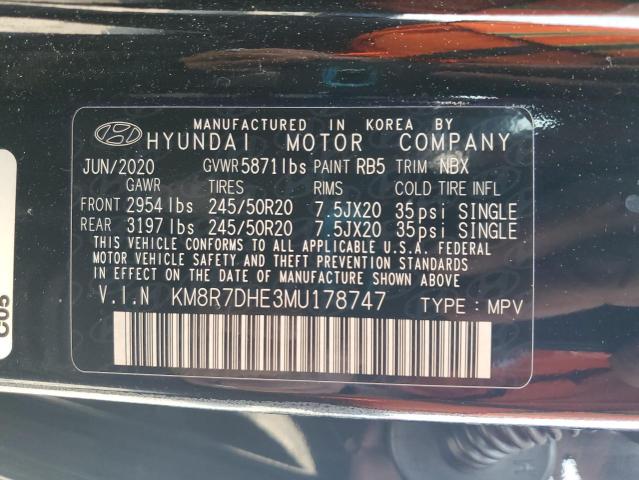 MANUFACTURED IN KOREA BY
HYUNDAI MOTOR COMPANY
JUN/2020 GVWR 5871lbs PAINT RB5 TRIM NBX
GAWR TIRES RIMS COLD TIRE INFL
FRONT 2954 lbs 245/50R20 7.5JX20 35psi SINGLE
REAR 3197 lbs 245/50R20 7.5JX20 35psi SINGLE
THIS VEHICLE CONFORMS TO ALL APPLICABLE U.S.A. FEDERAL
MOTOR VEHICLE SAFETY AND THEFT PREVENTION STANDARDS
IN EFFECT ON THE DATE OF MANUFACTURE SHOWN ABOVE.
V.I.N KM8R7DHE3MU178747 TYPE : MPV
C05